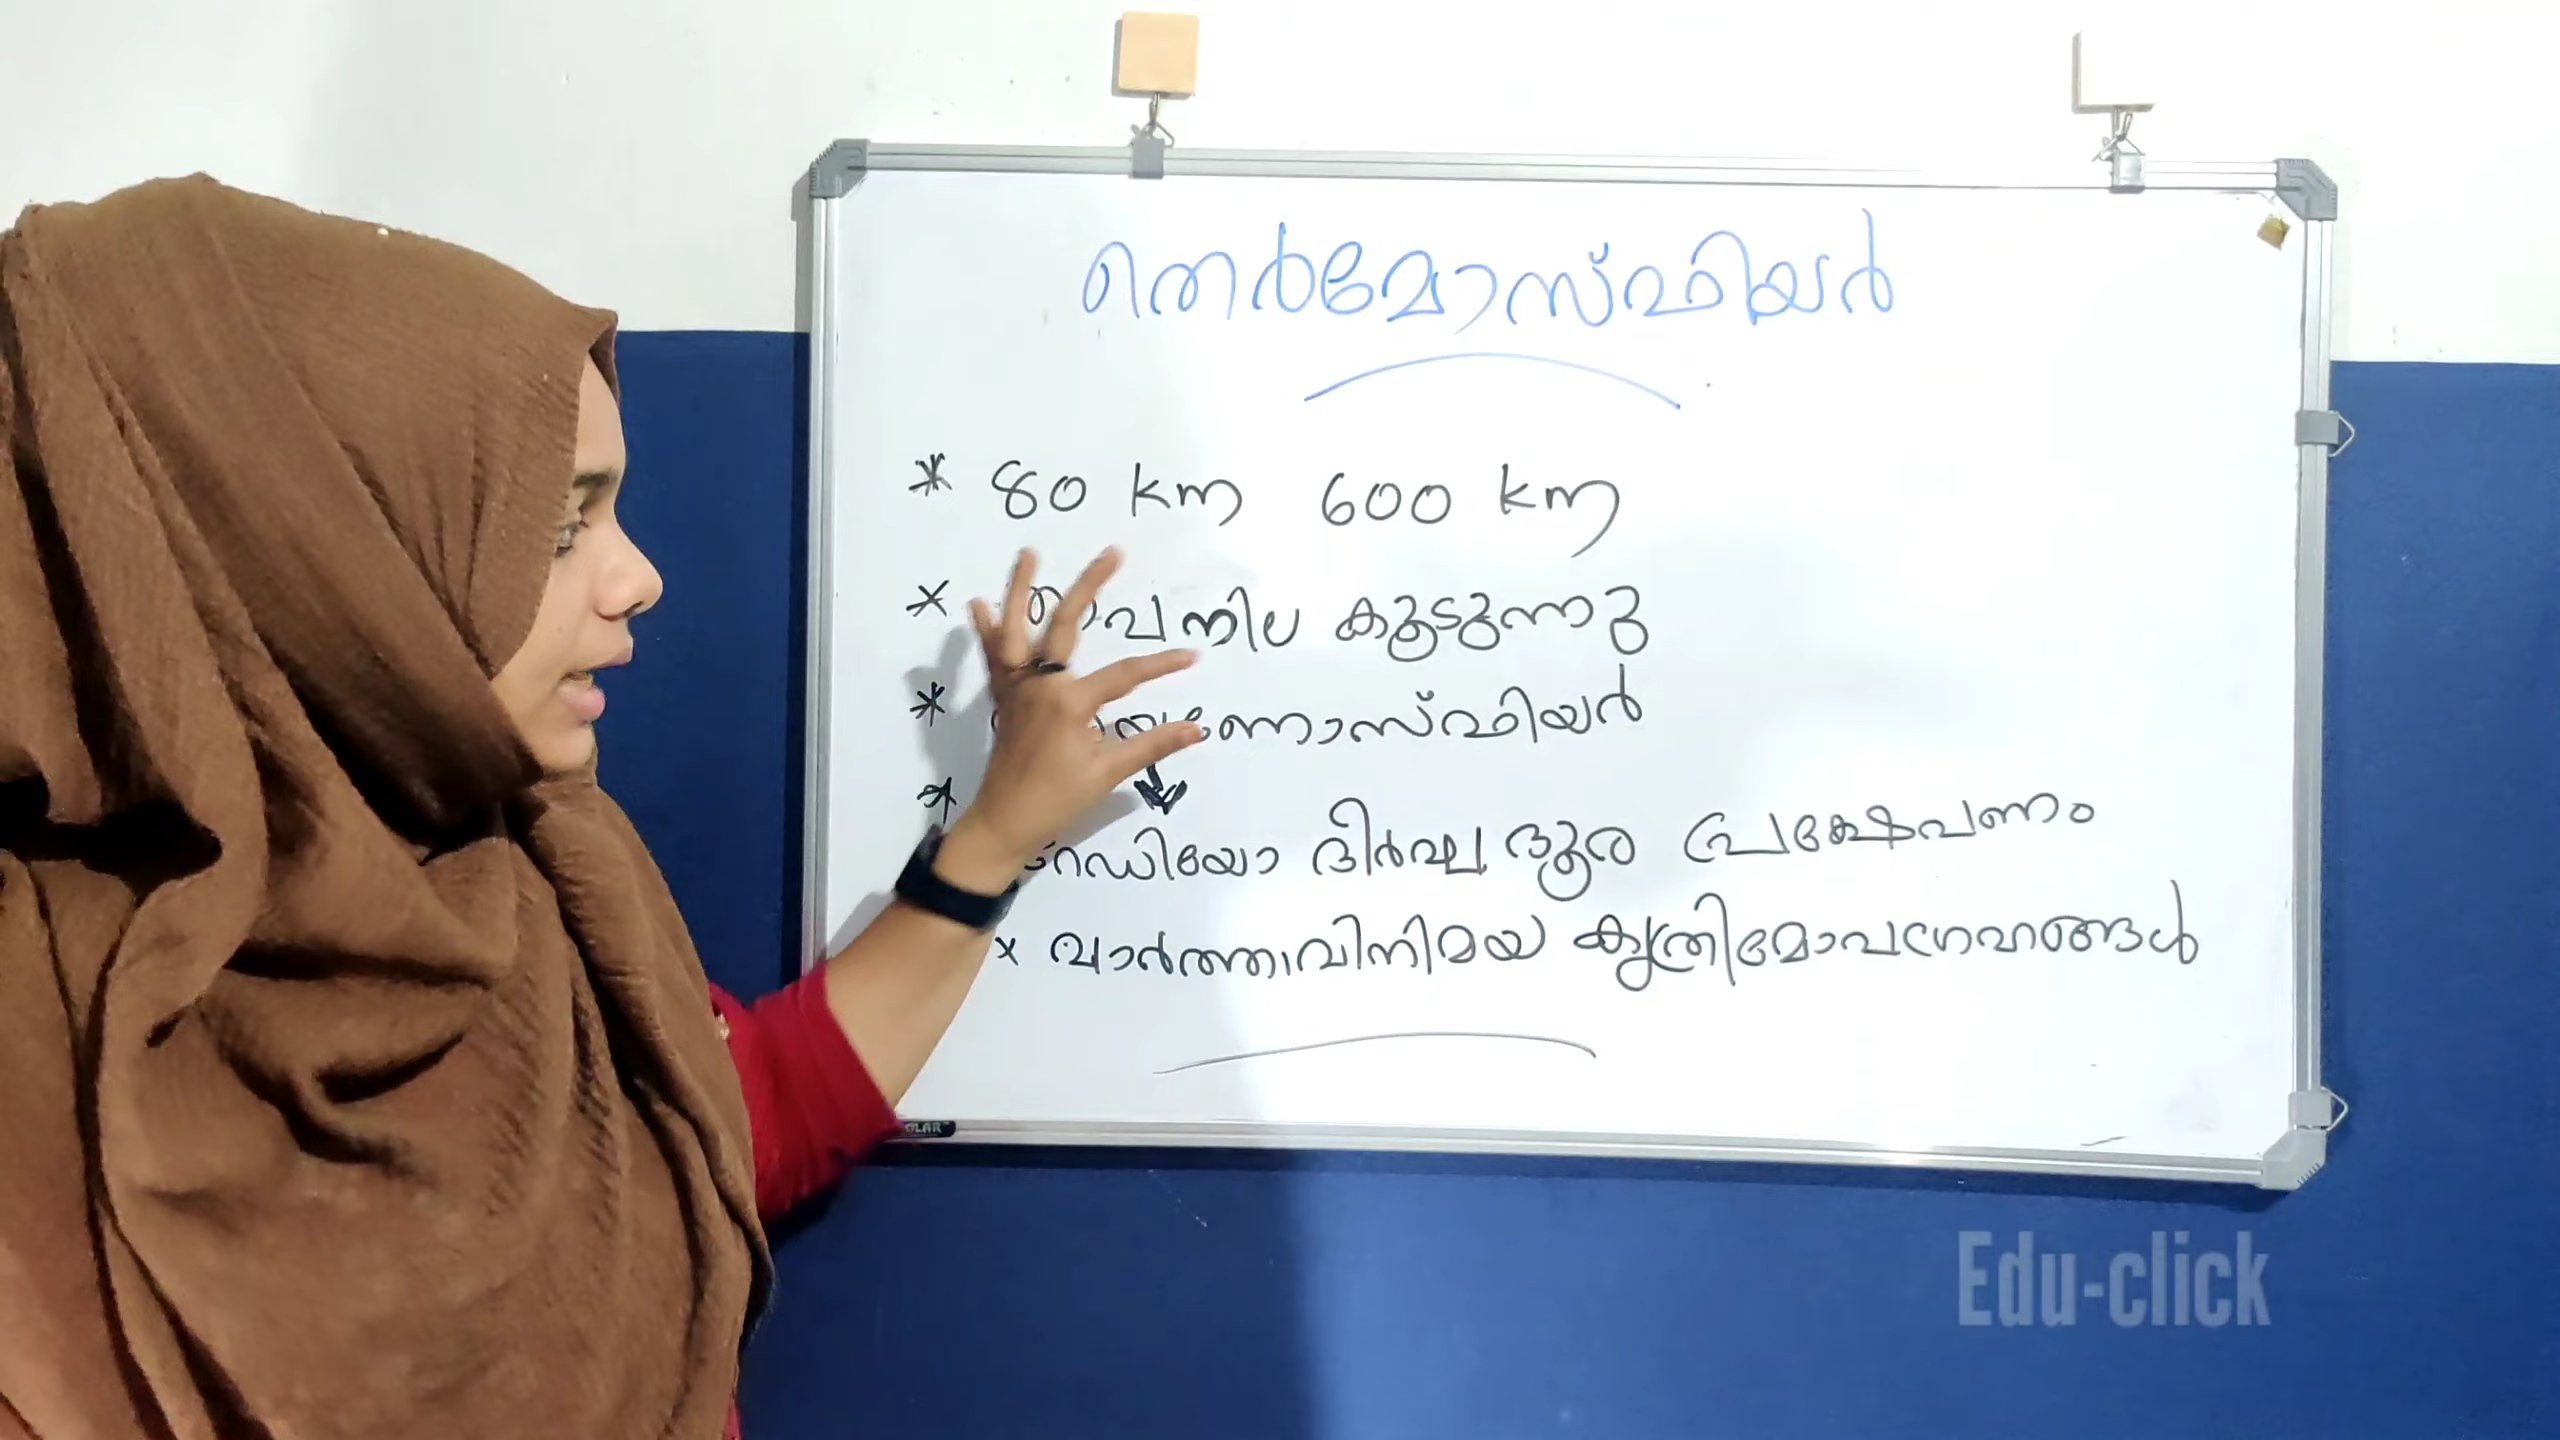 തെർമോസ്ഫിയർ
* 80 km 600 km
* താപനില കൂടുന്നു
* അയണോസ്ഫിയർ
*
റേഡിയോ ദീർഘ ദൂര പ്രക്ഷേപണം
x വാർത്താവിനിമയ കൃത്രിമോപഗ്രഹങ്ങൾ
Edu-click